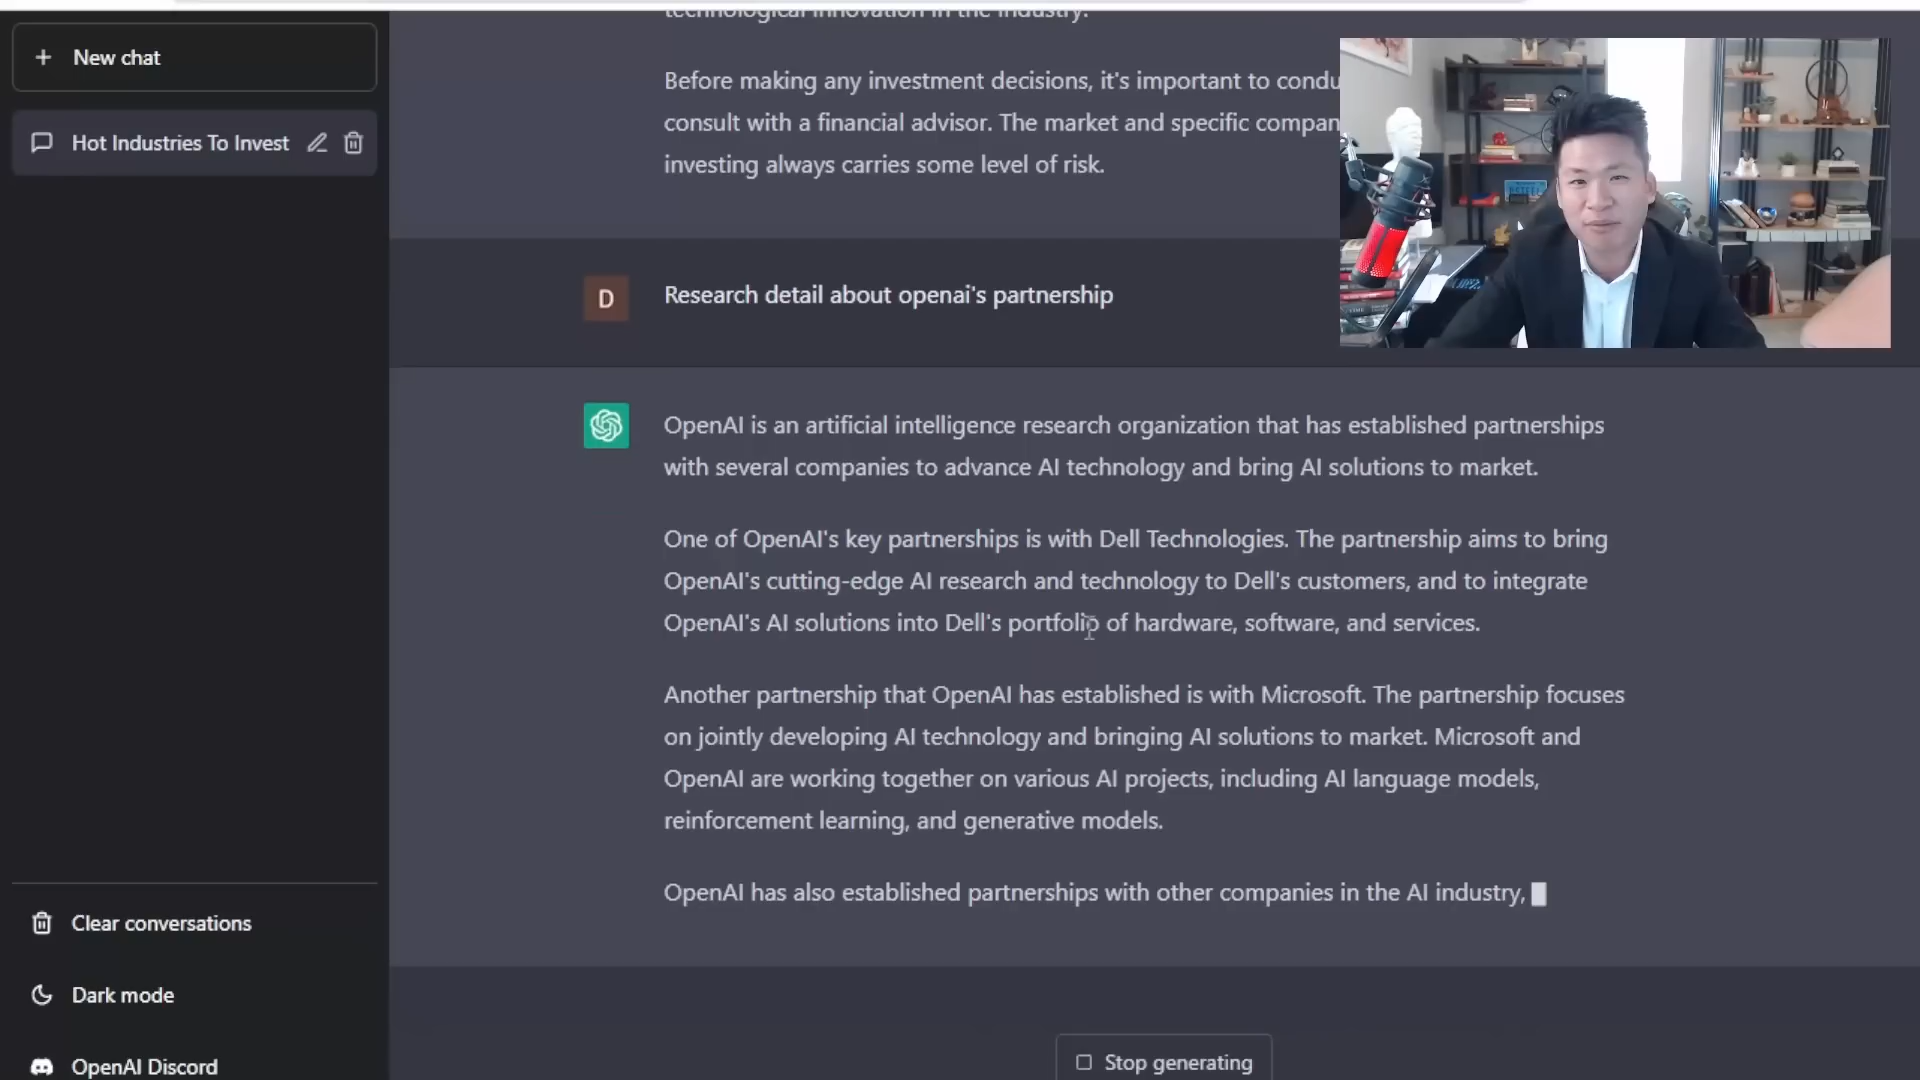 New chat
Hot Industries To Invest
Clear conversations
Dark mode
OpenAI Discord
technological innovation in the industry.
Before making any investment decisions, it's important to condu
consult with a financial advisor. The market and specific compan
investing always carries some level of risk.
D
Research detail about openai's partnership
OpenAI is an artificial intelligence research organization that has established partnerships
with several companies to advance AI technology and bring AI solutions to market.
One of OpenAI's key partnerships is with Dell Technologies. The partnership aims to bring
OpenAI's cutting-edge AI research and technology to Dell's customers, and to integrate
OpenAI's AI solutions into Dell's portfolio of hardware, software, and services.
Another partnership that OpenAI has established is with Microsoft. The partnership focuses
on jointly developing AI technology and bringing AI solutions to market. Microsoft and
OpenAI are working together on various AI projects, including AI language models,
reinforcement learning, and generative models.
OpenAI has also established partnerships with other companies in the AI industry,
Stop generating